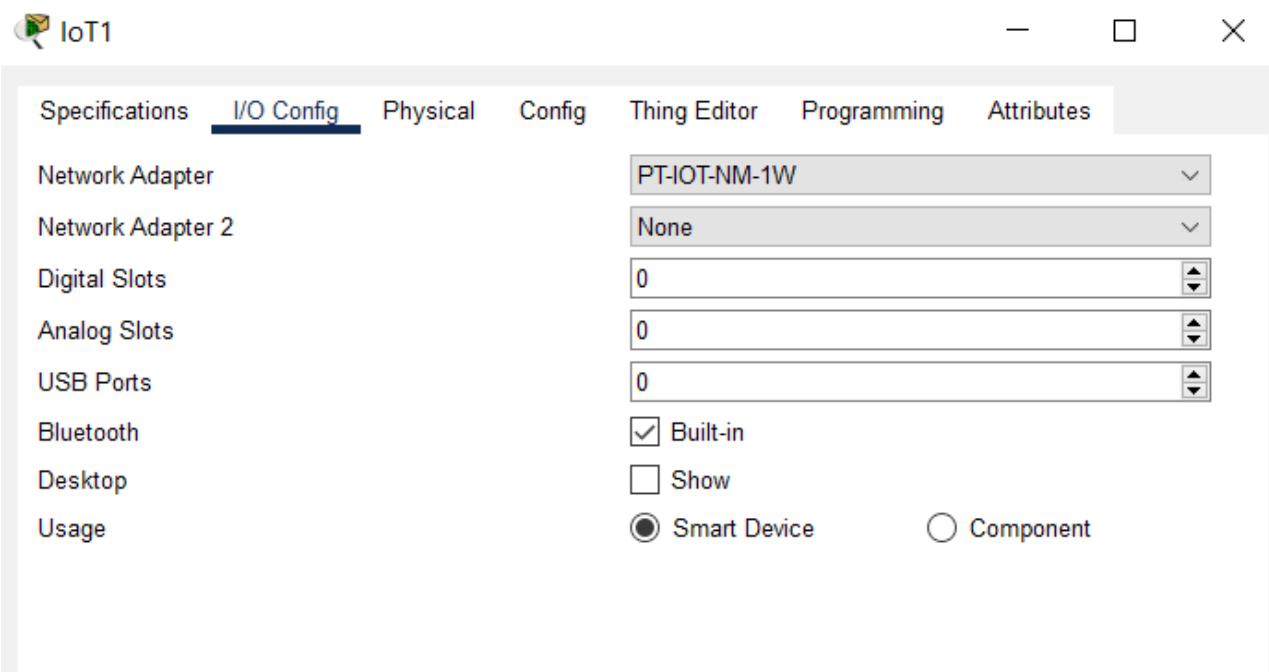 IoT1
Specifications I/O Config Physical Config Thing Editor Programming Attributes
Network Adapter PT-IOT-NM-1W
Network Adapter 2 None
Digital Slots 0
Analog Slots 0
USB Ports 0
Bluetooth Built-in
Desktop Show
Usage Smart Device Component